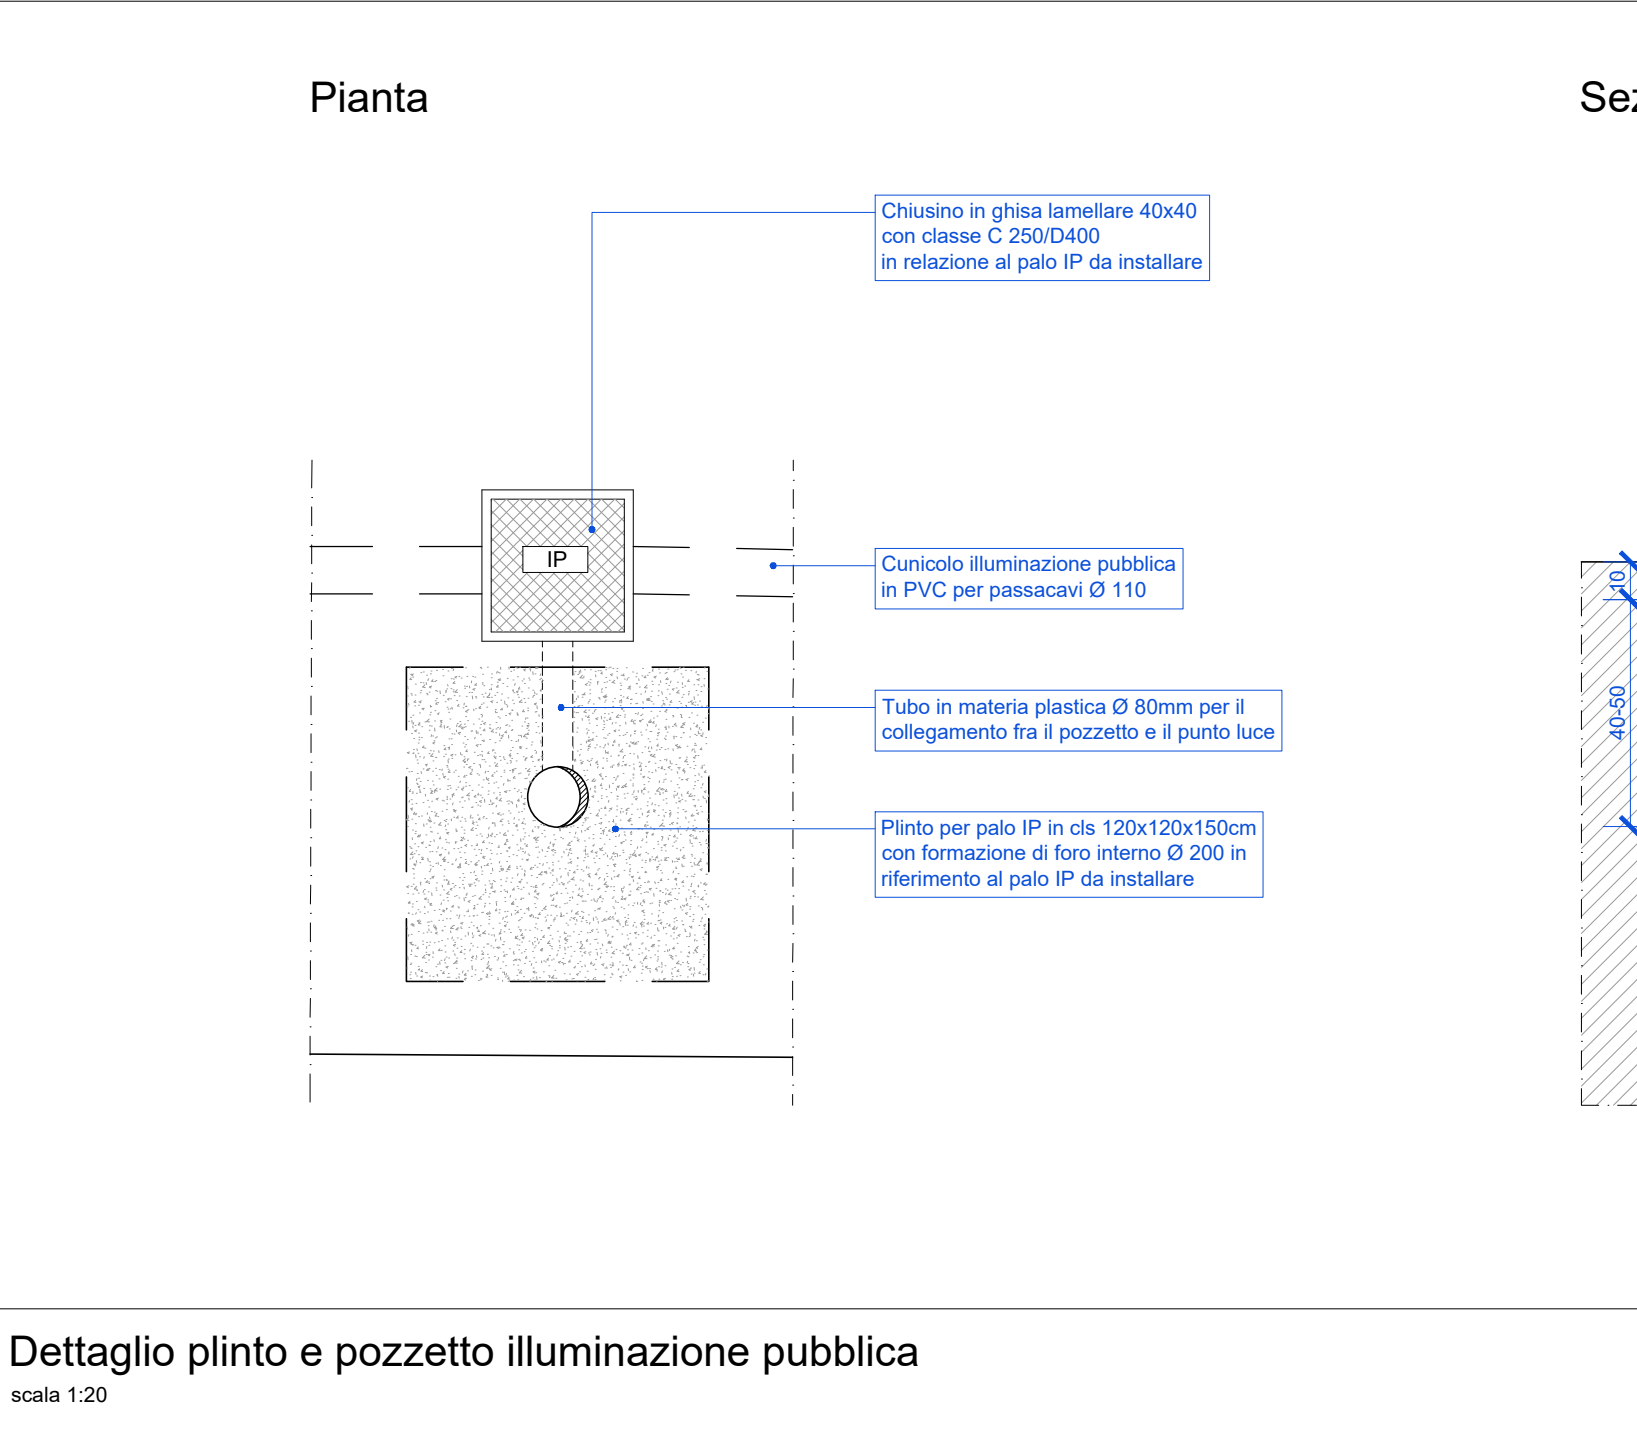 Pianta
Sez
Chiusino in ghisa lamellare 40x40
con classe C 250/D400
in relazione al palo IP da installare
IP
Cunicolo illuminazione pubblica
in PVC per passacavi Ø 110
Tubo in materia plastica Ø 80mm per il
collegamento fra il pozzetto e il punto luce
Plinto per palo IP in cls 120x120x150cm
con formazione di foro interno Ø 200 in
riferimento al palo IP da installare
10
40-50
Dettaglio plinto e pozzetto illuminazione pubblica
scala 1:20